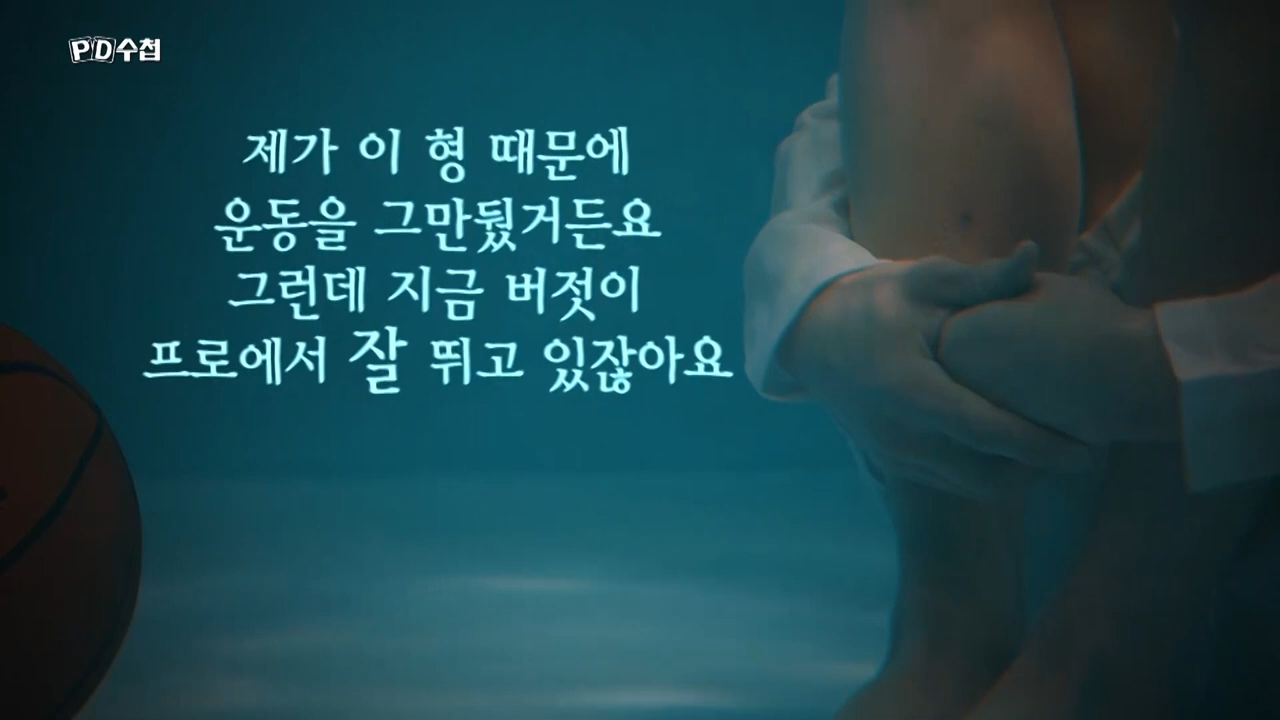 PD수첩
제가 이 형 때문에
운동을 그만뒀거든요
그런데 지금 버젓이
프로에서 잘 뛰고 있잖아요